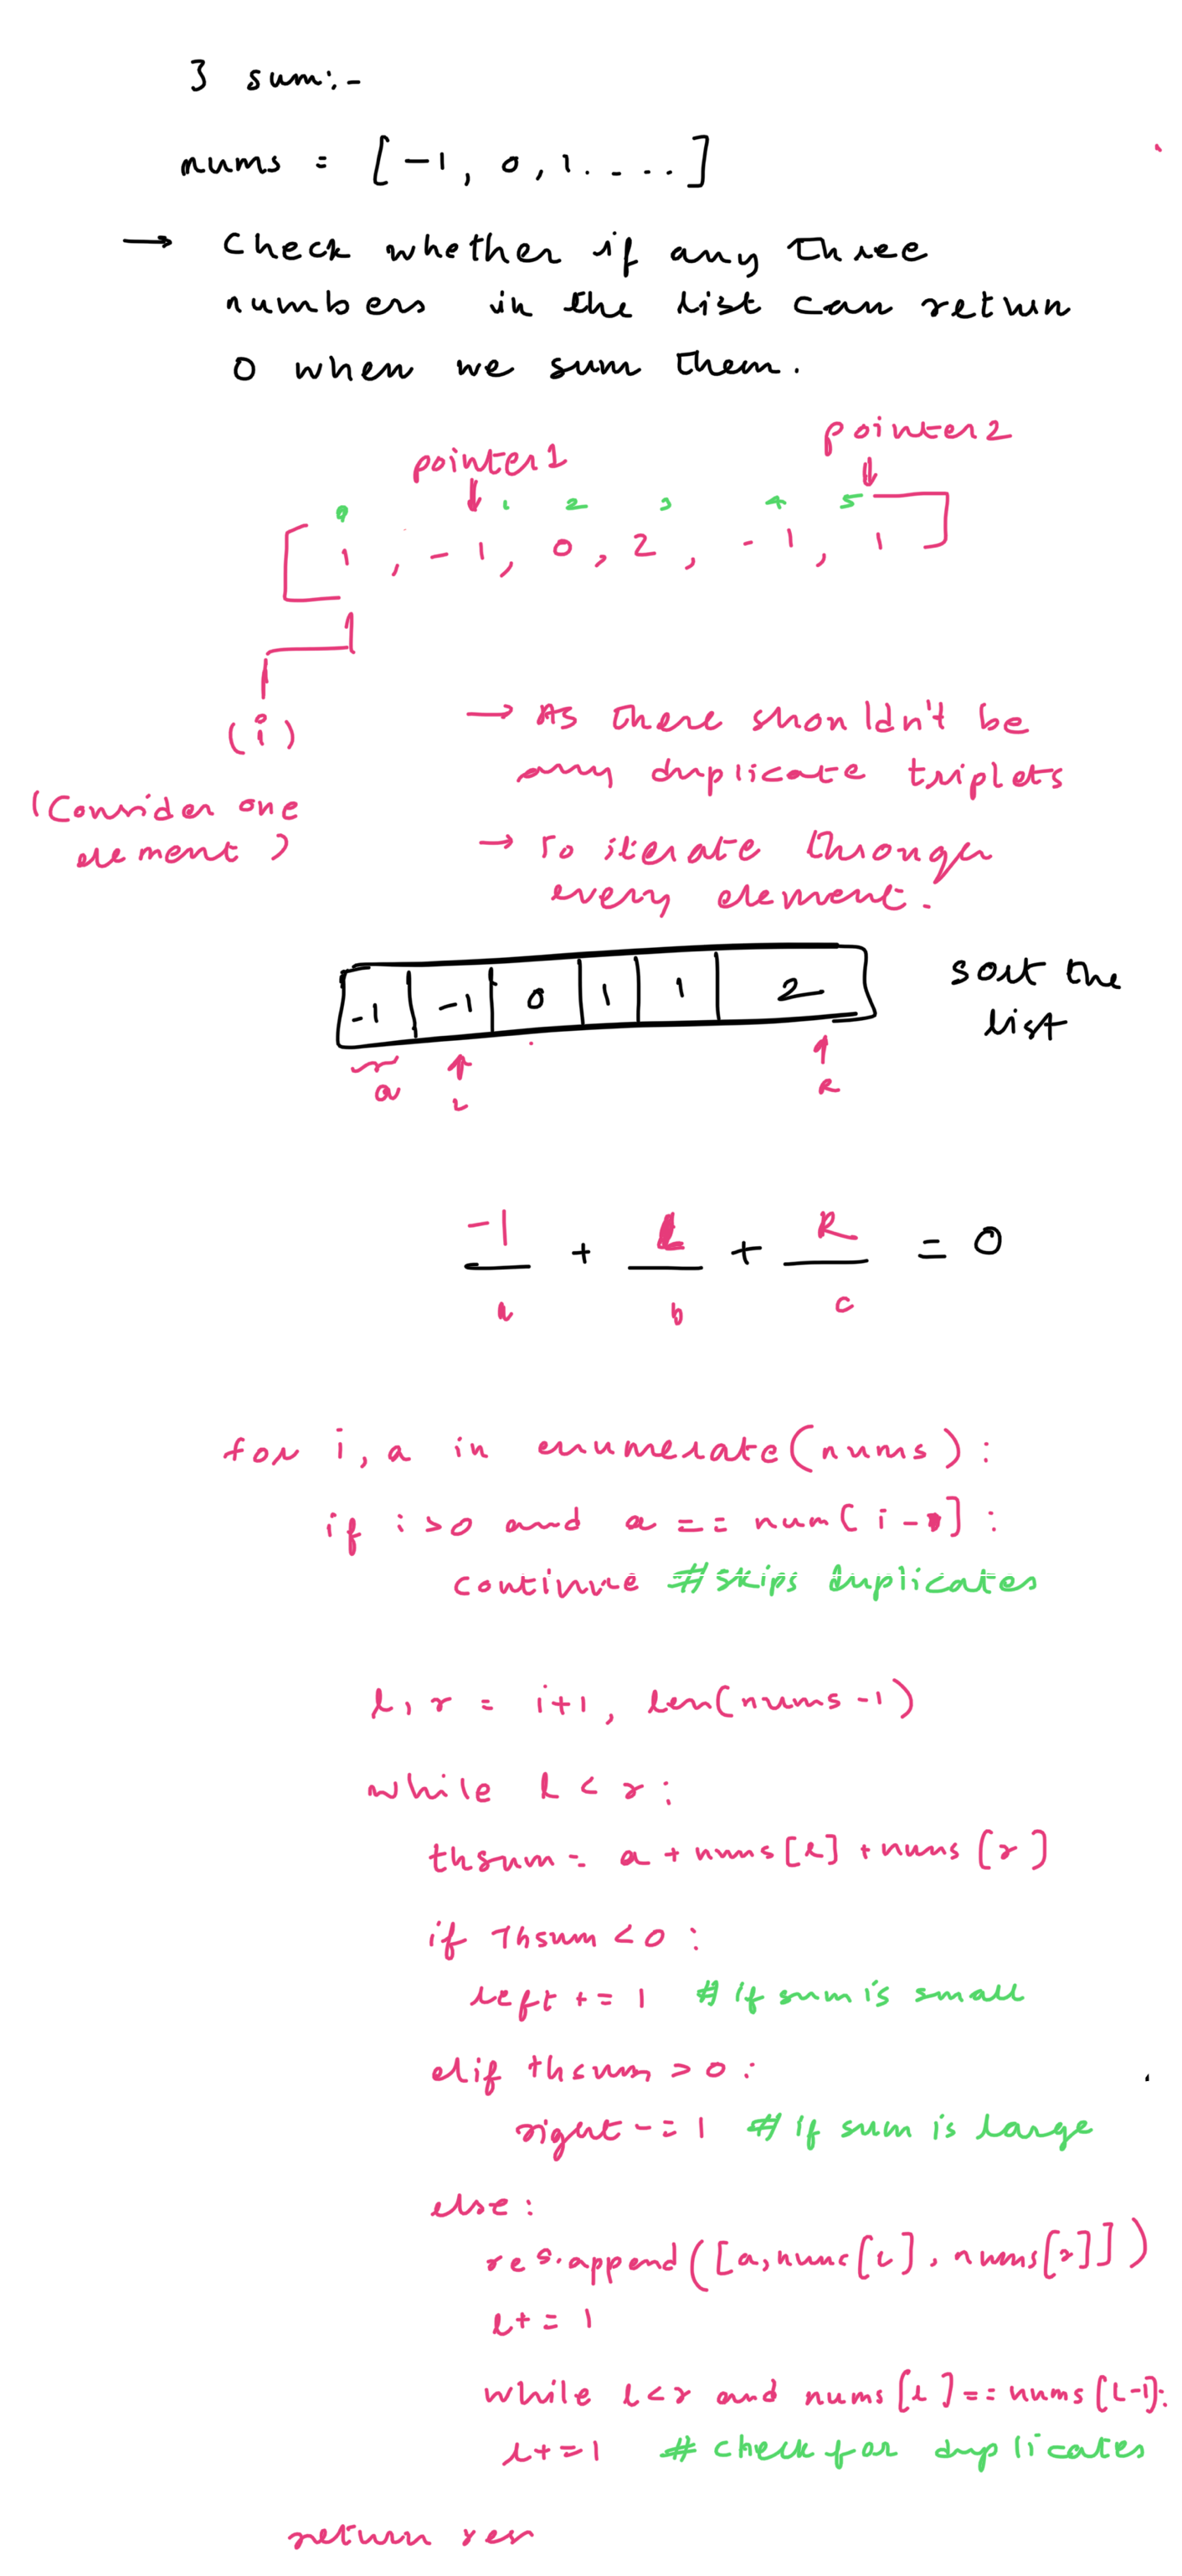 3 sum:-
nums = [-1, 0, 1. - - . ]
→ Check whether if any three
numbers in the list can return
0 when we sum them.
pointer 2
pointer 1
0 1 2 3 4 5
[1, -1, 0, 2, -1, 1]
(i)
(Consider one
element)
→ As there shouldn't be
any duplicate triplets
→ To iterate through
every element.
-1 -1 0 1 1 2
sort the
list
a L R
-1 + L + R = 0
a b c
for i, a in enumerate(nums):
if i > 0 and a == num[i-1]:
continue # skips duplicates
l, r = i+1, len(nums-1)
while l < r:
thsum = a + nums[l] + nums[r]
if thsum < 0:
left += 1 # if sum is small
elif thsum > 0:
right -= 1 # if sum is large
else:
res.append([a, nums[l], nums[r]])
l += 1
while l < r and nums[l] == nums[l-1]:
l += 1 # check for duplicates
return res